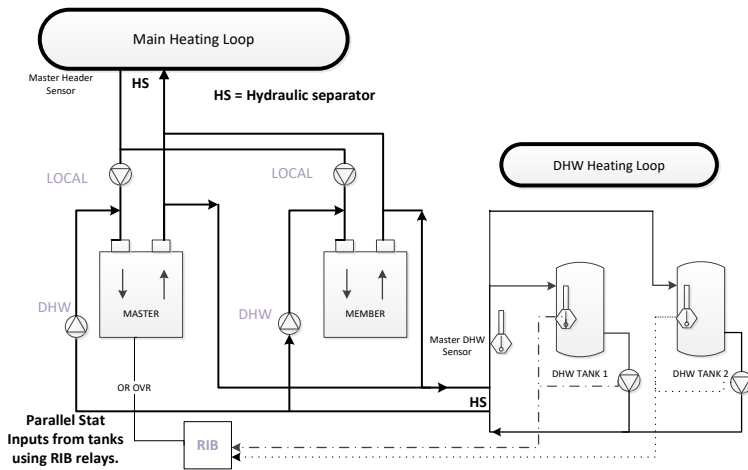 Main Heating Loop
Master Header
Sensor
HS
HS = Hydraulic separator
LOCAL
LOCAL
DHW Heating Loop
DHW
MASTER
DHW
MEMBER
Master DHW
Sensor
DHW TANK 1
DHW TANK 2
OR OVR
HS
Parallel Stat
Inputs from tanks
using RIB relays.
RIB